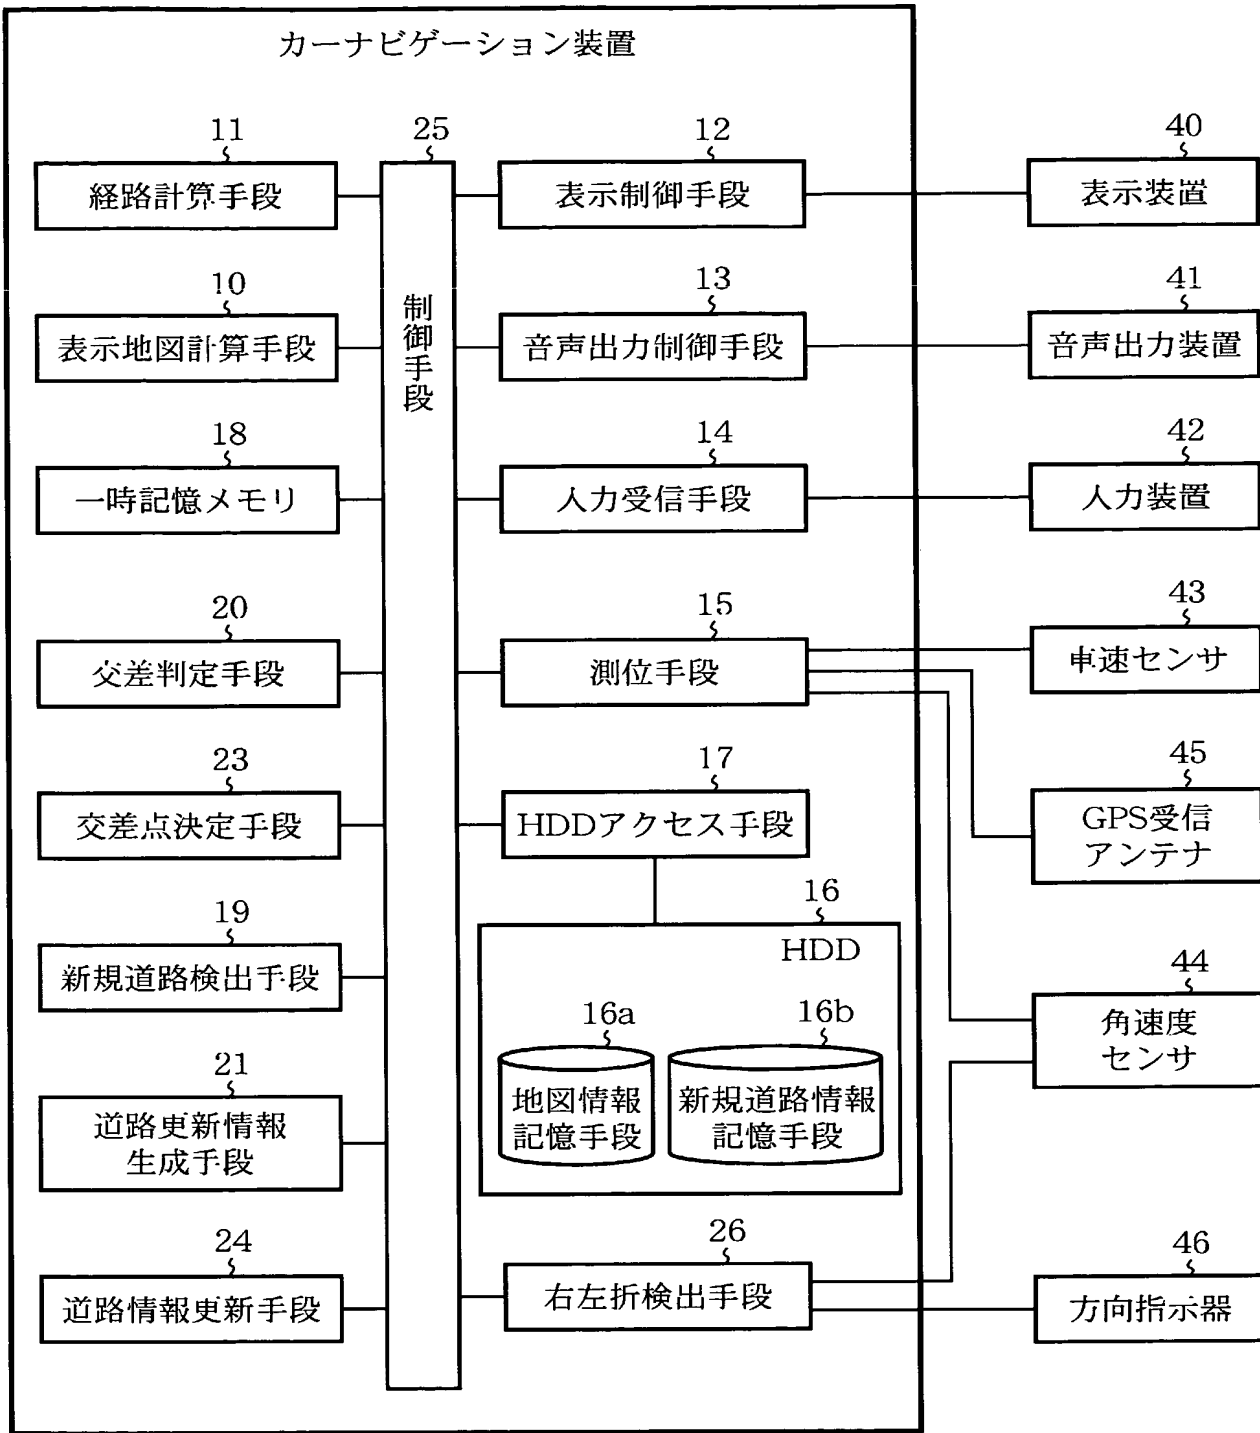 カーナビゲーション装置
11
経路計算手段
25
制御手段
12
表示制御手段
40
表示装置
10
表示地図計算手段
13
音声出力制御手段
41
音声出力装置
18
一時記憶メモリ
14
入力受信手段
42
入力装置
20
交差判定手段
15
測位手段
43
車速センサ
23
交差点決定手段
17
HDDアクセス手段
45
GPS受信
アンテナ
19
新規道路検出手段
16
HDD
16a
地図情報
記憶手段
16b
新規道路情報
記憶手段
44
角速度
センサ
21
道路更新情報
生成手段
24
道路情報更新手段
26
右左折検出手段
46
方向指示器